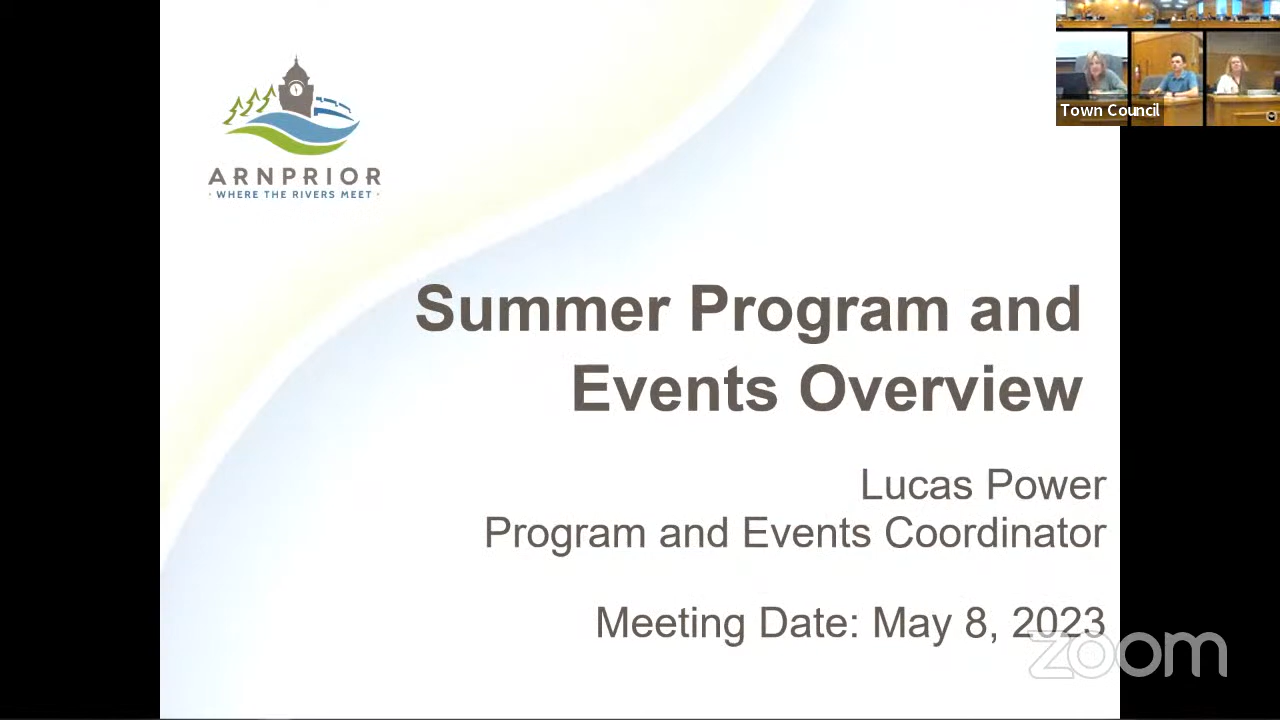 Town Council
ARNPRIOR
· WHERE THE RIVERS MEET ·
Summer Program and
Events Overview
Lucas Power
Program and Events Coordinator
Meeting Date: May 8, 2023
zoom